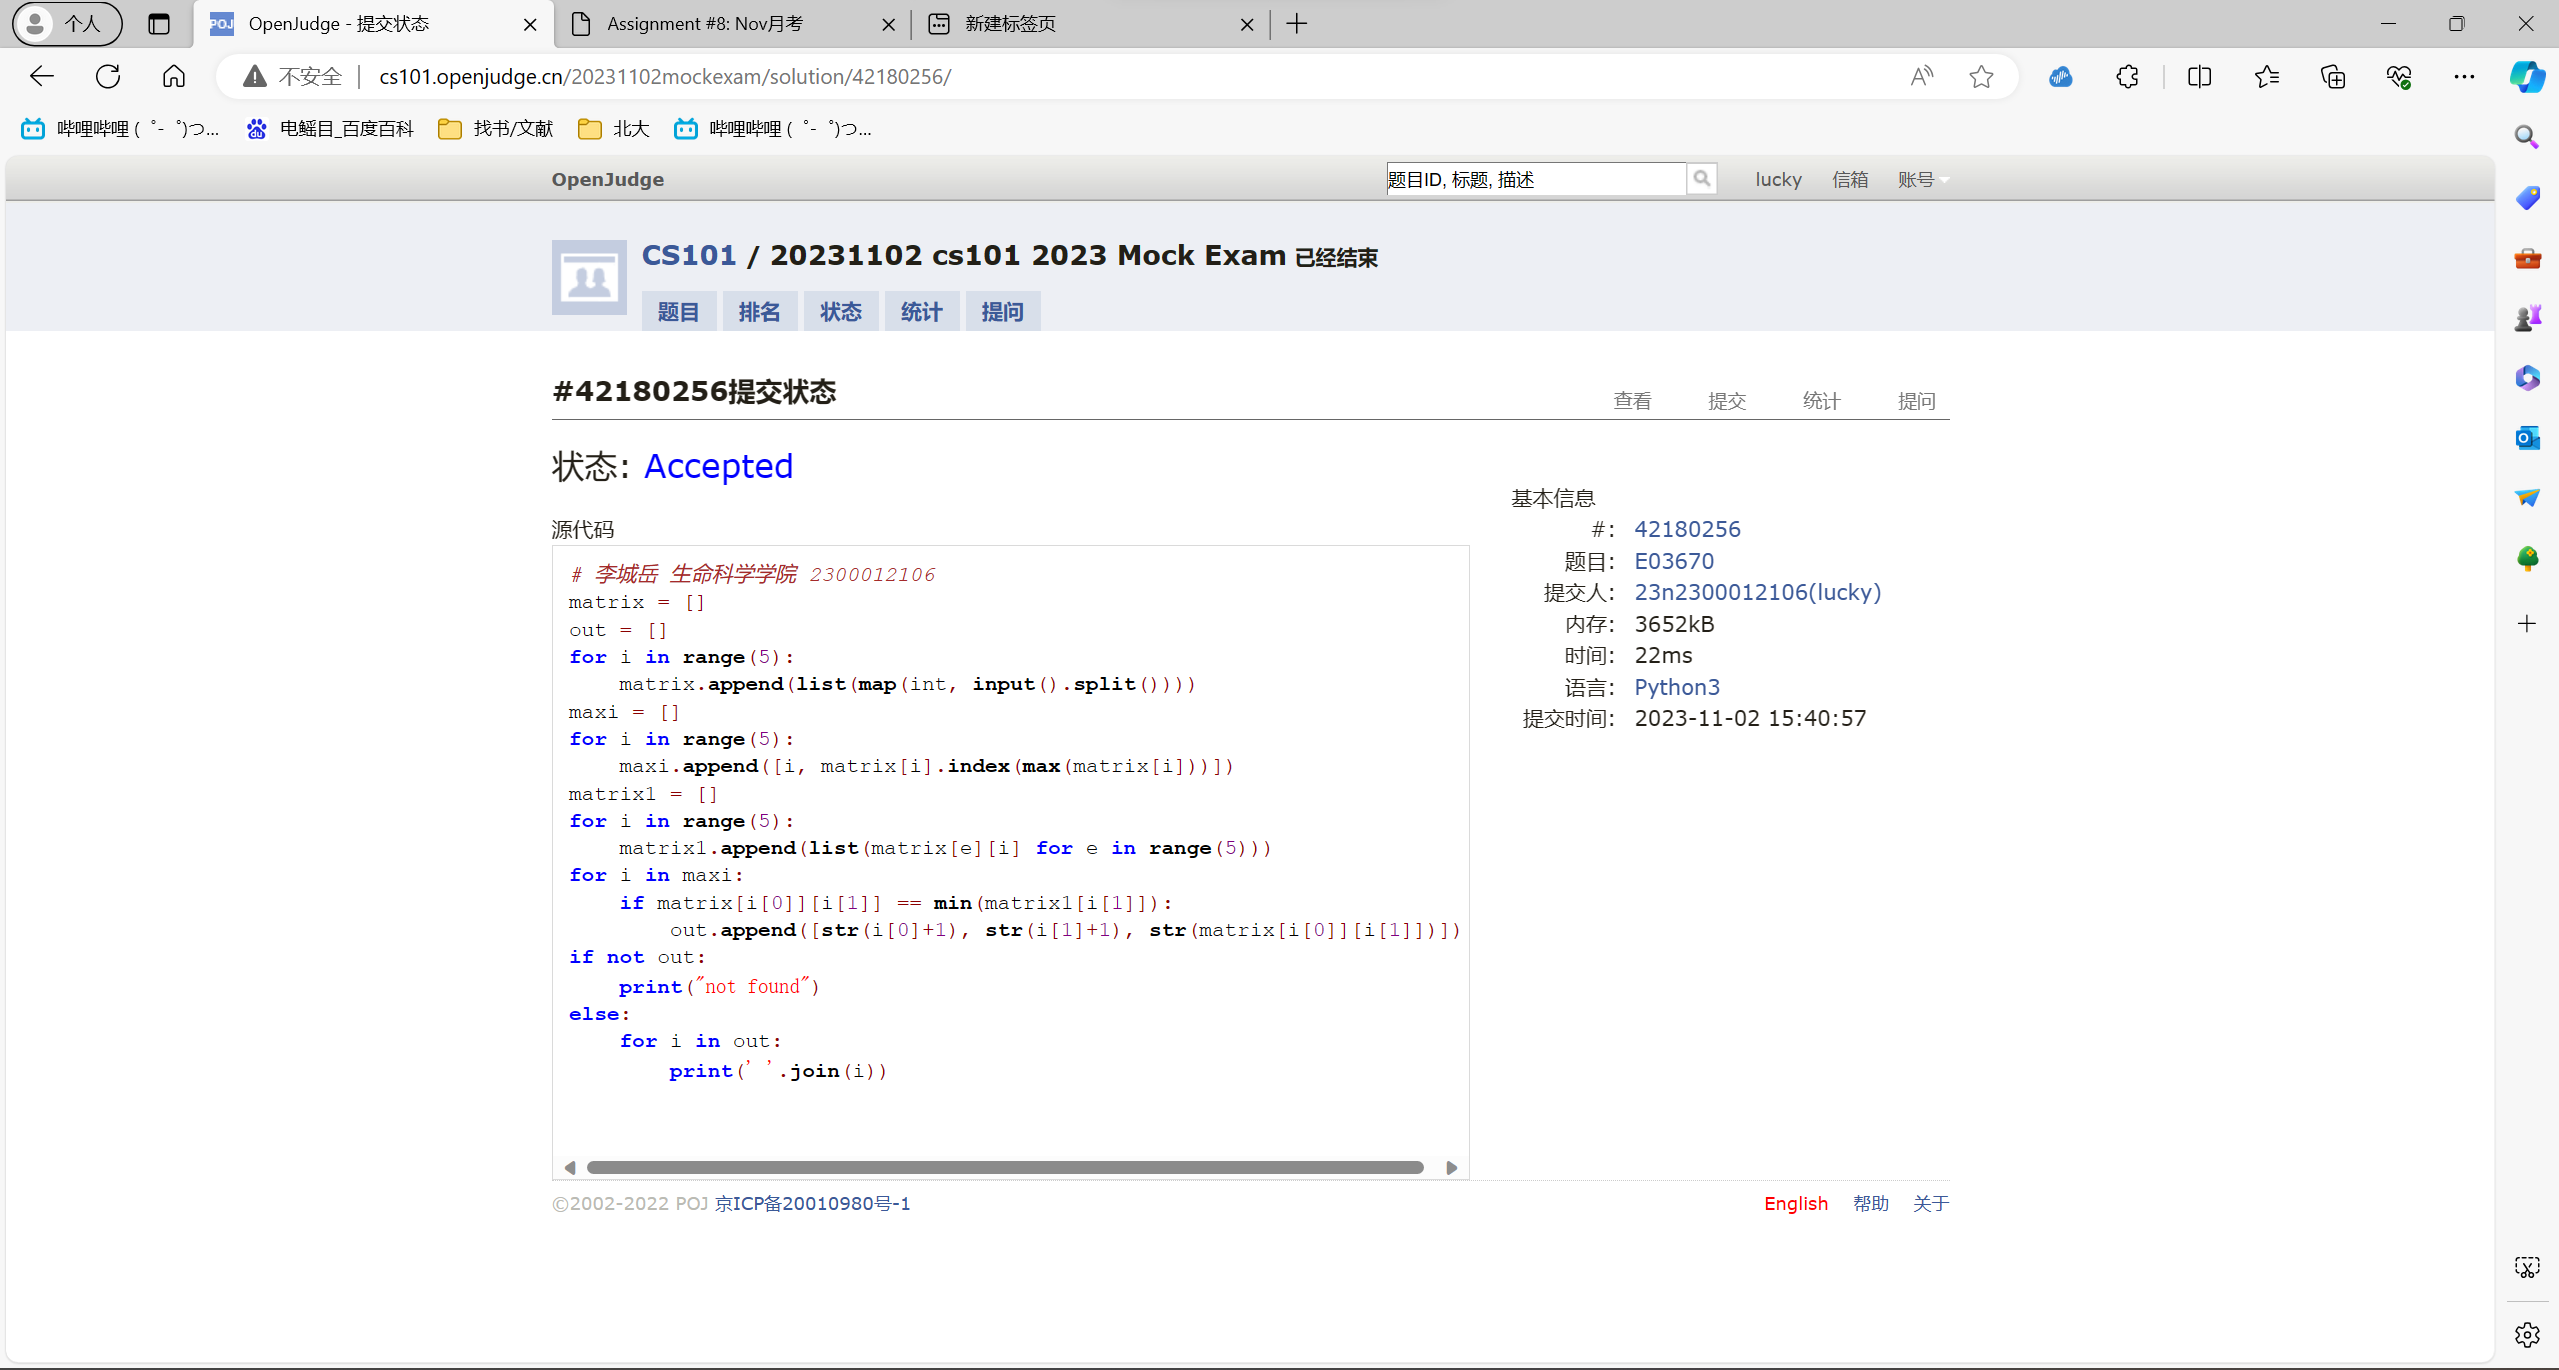 个人
OpenJudge - 提交状态
Assignment #8: Nov月考
新建标签页
不安全
cs101.openjudge.cn/20231102mockexam/solution/42180256/
哔哩哔哩 ( ゜- ゜)つ...
电鳐目_百度百科
找书/文献
北大
哔哩哔哩 ( ゜- ゜)つ...
OpenJudge
题目ID, 标题, 描述
lucky 信箱 账号
CS101 / 20231102 cs101 2023 Mock Exam 已经结束
题目 排名 状态 统计 提问
#42180256提交状态
查看 提交 统计 提问
状态: Accepted
源代码
# 李城岳 生命科学学院 2300012106
matrix = []
out = []
for i in range(5):
    matrix.append(list(map(int, input().split())))
maxi = []
for i in range(5):
    maxi.append([i, matrix[i].index(max(matrix[i]))])
matrix1 = []
for i in range(5):
    matrix1.append(list(matrix[e][i] for e in range(5)))
for i in maxi:
    if matrix[i[0]][i[1]] == min(matrix1[i[1]]):
        out.append([str(i[0]+1), str(i[1]+1), str(matrix[i[0]][i[1]])])
if not out:
    print("not found")
else:
    for i in out:
        print(' '.join(i))
基本信息
#: 42180256
题目: E03670
提交人: 23n2300012106(lucky)
内存: 3652kB
时间: 22ms
语言: Python3
提交时间: 2023-11-02 15:40:57
©2002-2022 POJ 京ICP备20010980号-1
English 帮助 关于